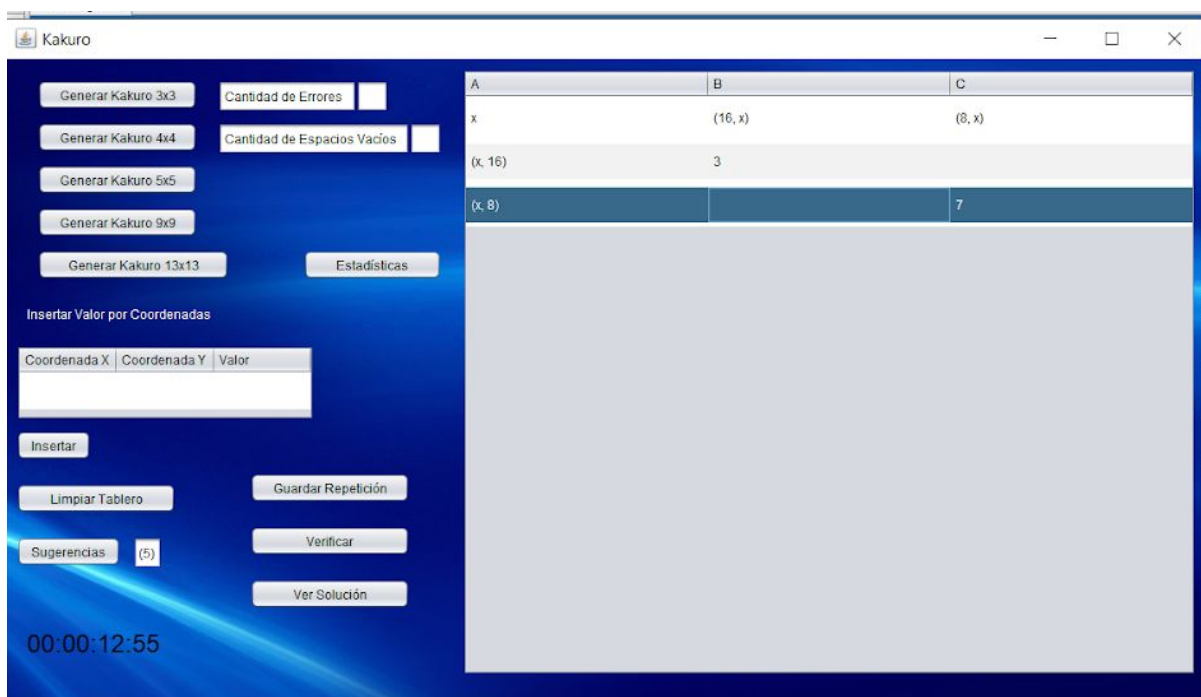 Kakuro
Generar Kakuro 3x3
Cantidad de Errores
Generar Kakuro 4x4
Cantidad de Espacios Vacíos
Generar Kakuro 5x5
Generar Kakuro 9x9
Generar Kakuro 13x13
Estadísticas
Insertar Valor por Coordenadas
Coordenada X Coordenada Y Valor
Insertar
Limpiar Tablero
Guardar Repetición
Sugerencias (5)
Verificar
Ver Solución
00:00:12:55
A B C
x (16, x) (8, x)
(x, 16) 3
(x, 8) 7